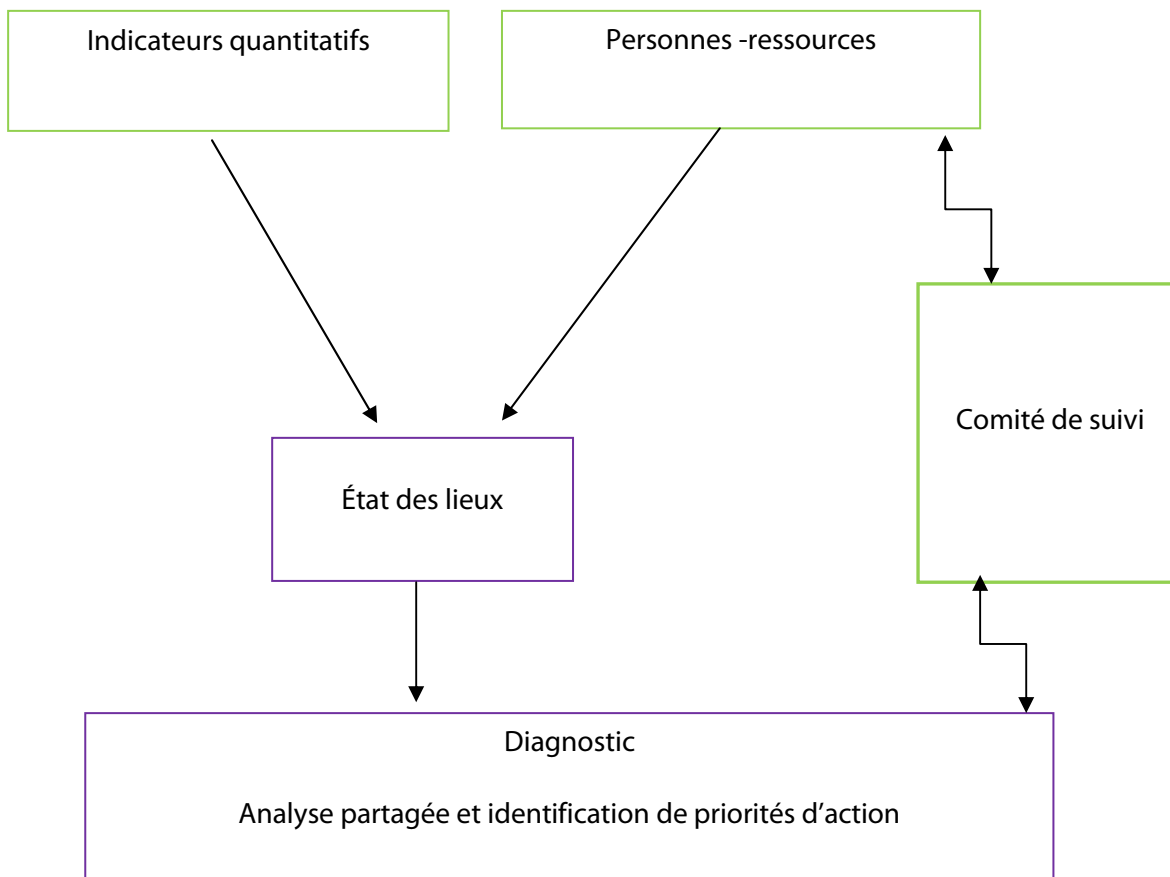 Indicateurs quantitatifs
Personnes -ressources
Comité de suivi
État des lieux
Diagnostic
Analyse partagée et identification de priorités d’action